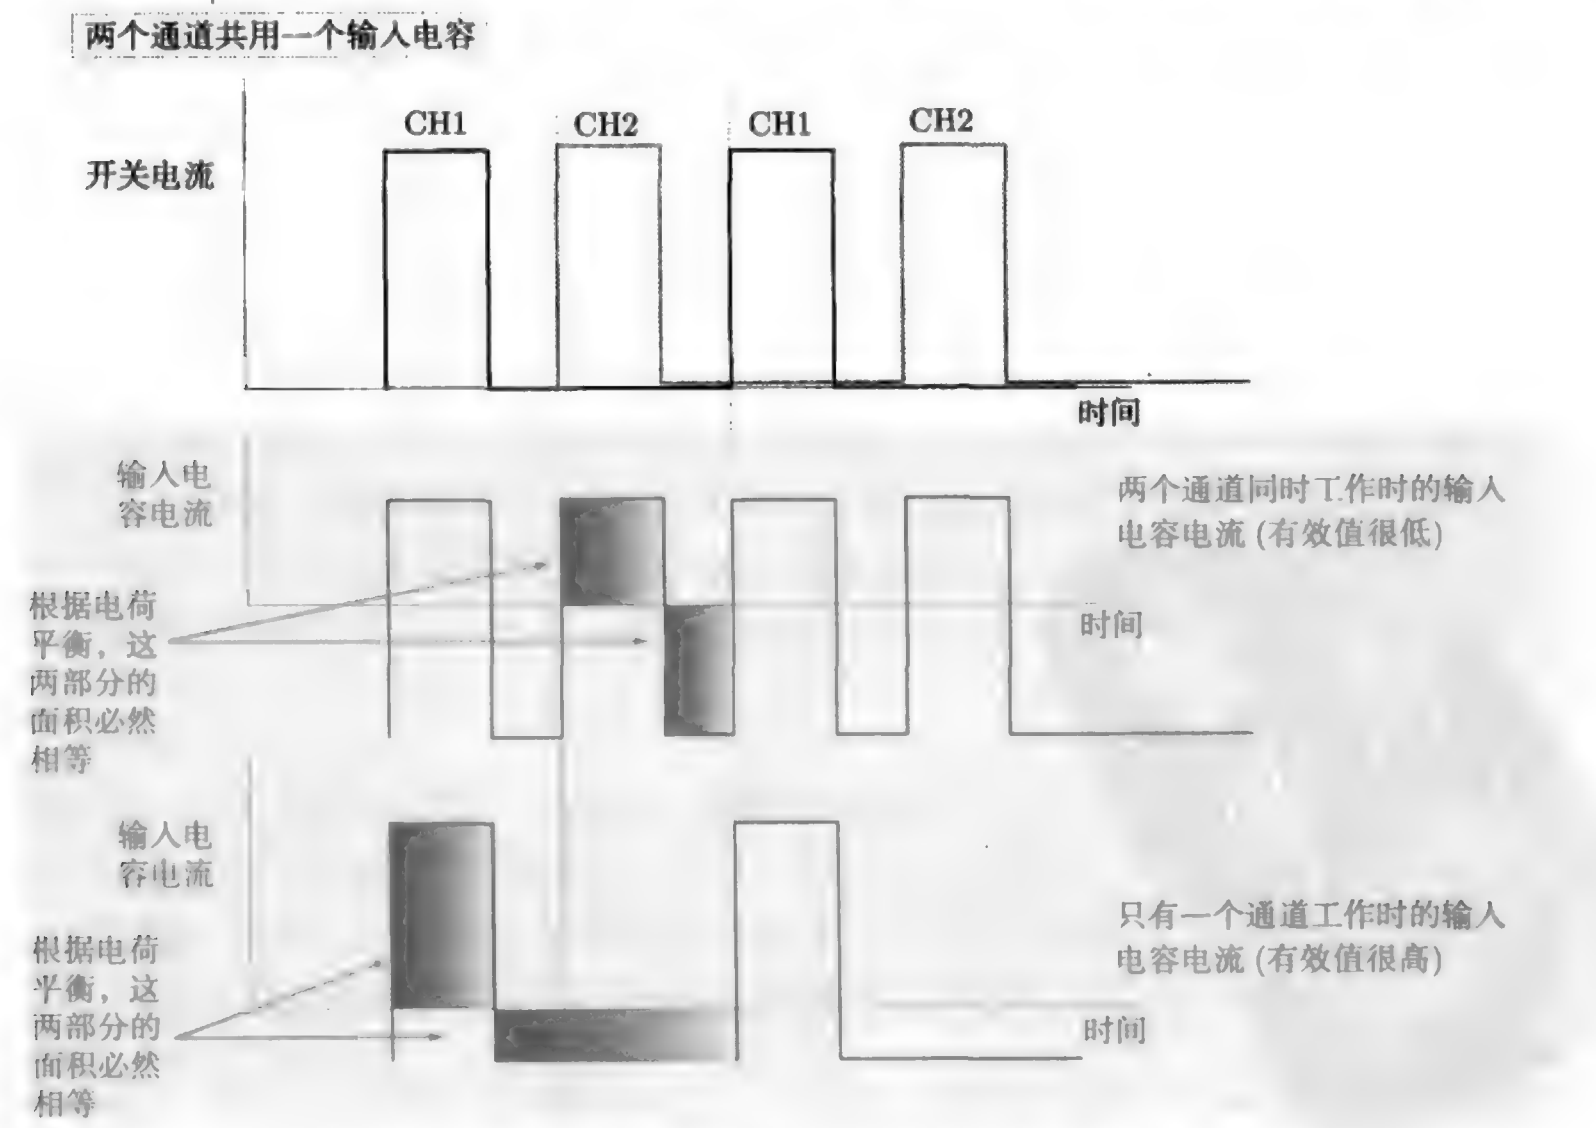 两个通道共用一个输入电容
CH1
CH2
CH1
CH2
开关电流
时间
输入电
容电流
两个通道同时工作时的输入
电容电流 (有效值很低)
根据电荷
平衡，这
两部分的
面积必然
相等
时间
输入电
容电流
只有一个通道工作时的输入
电容电流 (有效值很高)
根据电荷
平衡，这
两部分的
面积必然
相等
时间